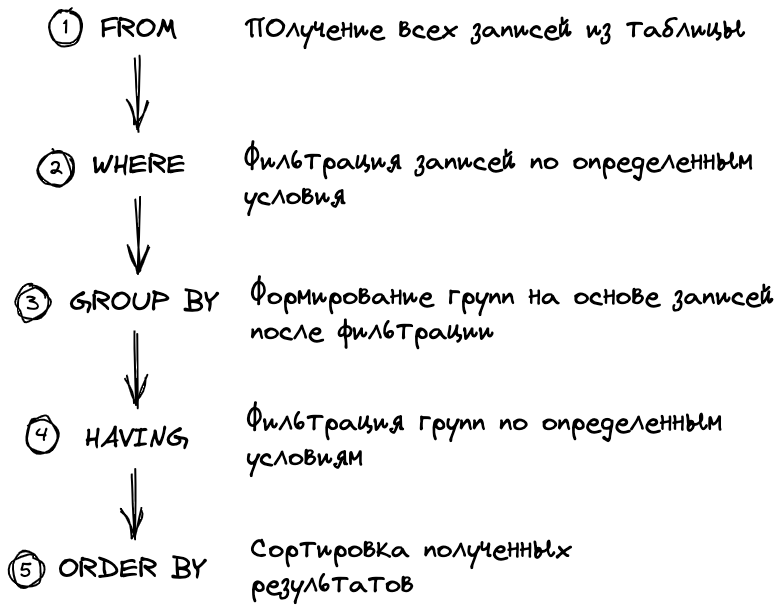 1 FROM Получение всех записей из таблицы
2 WHERE Фильтрация записей по определенным
условия
3 GROUP BY Формирование групп на основе записей
после фильтрации
4 HAVING Фильтрация групп по определенным
условиям
5 ORDER BY Сортировка полученных
результатов